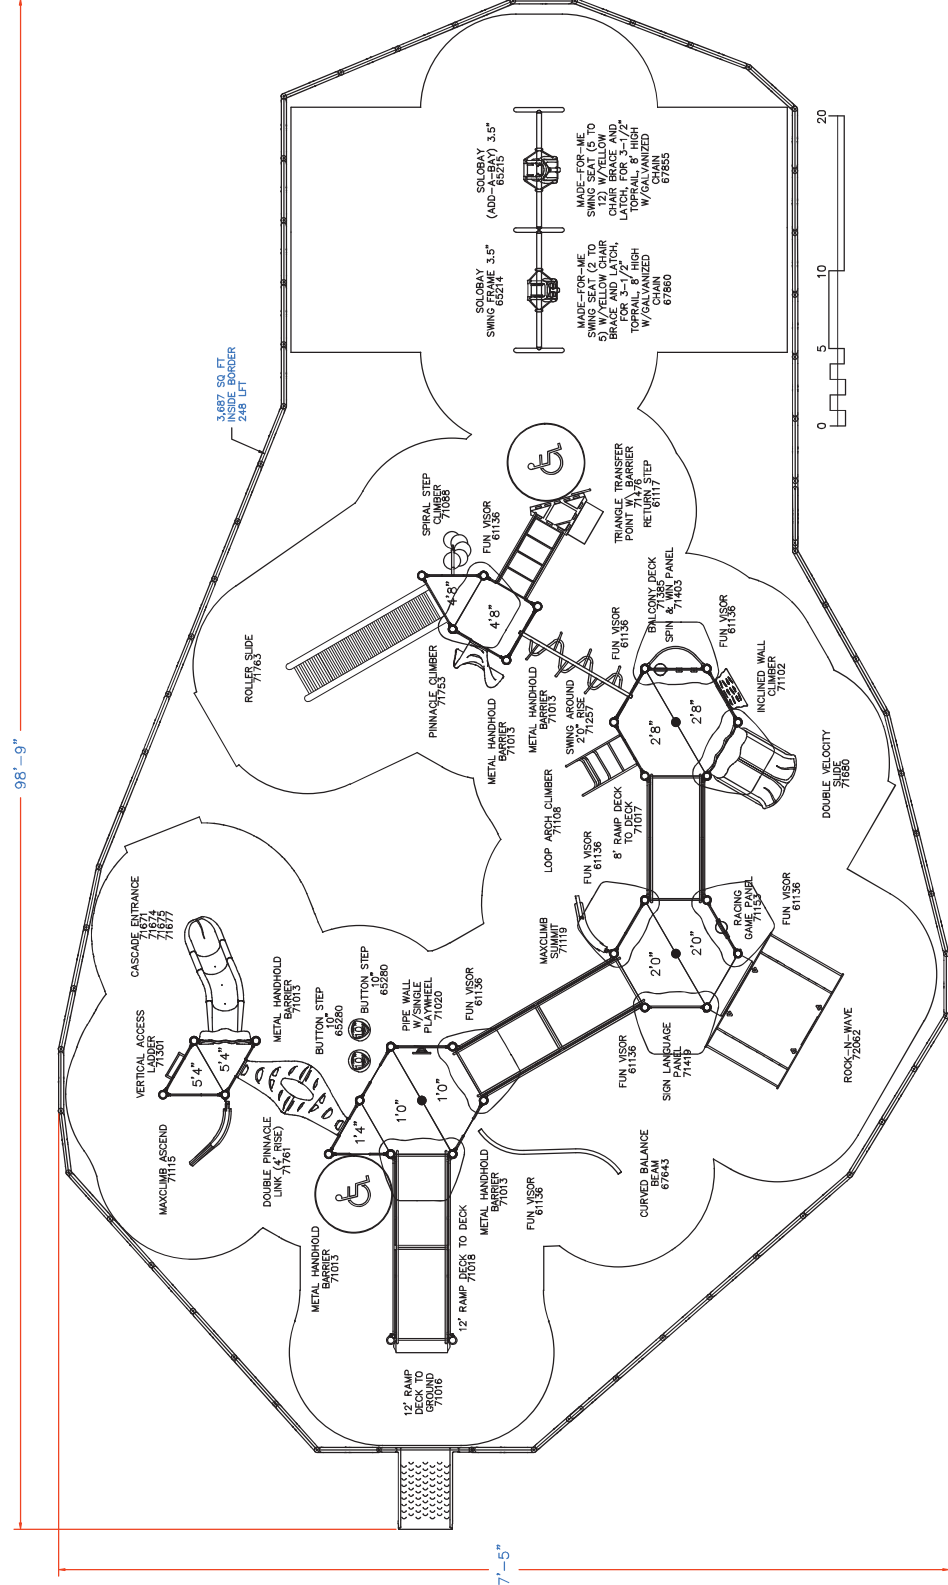 98'-9"
7'-5"
3,687 SQ FT
INSIDE BORDER
248 LFT
SOLOBAY
(ADD-A-BAY) 3.5"
65215
SOLOBAY
SWING FRAME 3.5"
65214
MADE-FOR-ME
SWING SEAT (5 TO
12) W/YELLOW
CHAIR BRACE AND
LATCH, FOR 3-1/2"
TOPRAIL, 8' HIGH
W/GALVANIZED
CHAIN
67855
MADE-FOR-ME
SWING SEAT (2 TO
5) W/YELLOW CHAIR
BRACE AND LATCH,
FOR 3-1/2"
TOPRAIL, 8' HIGH
W/GALVANIZED
CHAIN
67860
0
5
10
20
SPIRAL STEP
CLIMBER
71088
FUN VISOR
61136
TRIANGLE TRANSFER
POINT W/ BARRIER
71476
RETURN STEP
61117
ROLLER SLIDE
71763
4'8"
4'8"
PINNACLE CLIMBER
71753
METAL HANDHOLD
BARRIER
71013
METAL HANDHOLD
BARRIER
71013
SWING AROUND
2'0" RISE
71257
FUN VISOR
61136
BALCONY DECK
71385
SPIN & WIN PANEL
71403
FUN VISOR
61136
INCLINED WALL
CLIMBER
71102
2'8"
2'8"
DOUBLE VELOCITY
SLIDE
71680
LOOP ARCH CLIMBER
71108
8' RAMP DECK
TO DECK
71017
FUN VISOR
61136
MAXCLIMB
SUMMIT
71119
2'0"
2'0"
RACING
GAME PANEL
71153
FUN VISOR
61136
ROCK-N-WAVE
72062
FUN VISOR
61136
SIGN LANGUAGE
PANEL
71419
CASCADE ENTRANCE
71671
71674
71675
71677
VERTICAL ACCESS
LADDER
71301
5'4"
5'4"
METAL HANDHOLD
BARRIER
71013
MAXCLIMB ASCEND
71115
DOUBLE PINNACLE
LINK (4' RISE)
71761
BUTTON STEP
10"
65280
BUTTON STEP
10"
65280
10"
10"
PIPE WALL
W/SINGLE
PLAYWHEEL
71020
FUN VISOR
61136
1'4"
1'0"
1'0"
METAL HANDHOLD
BARRIER
71013
METAL HANDHOLD
BARRIER
71013
FUN VISOR
61136
CURVED BALANCE
BEAM
67643
12' RAMP DECK TO DECK
71018
12' RAMP
DECK TO
GROUND
71016